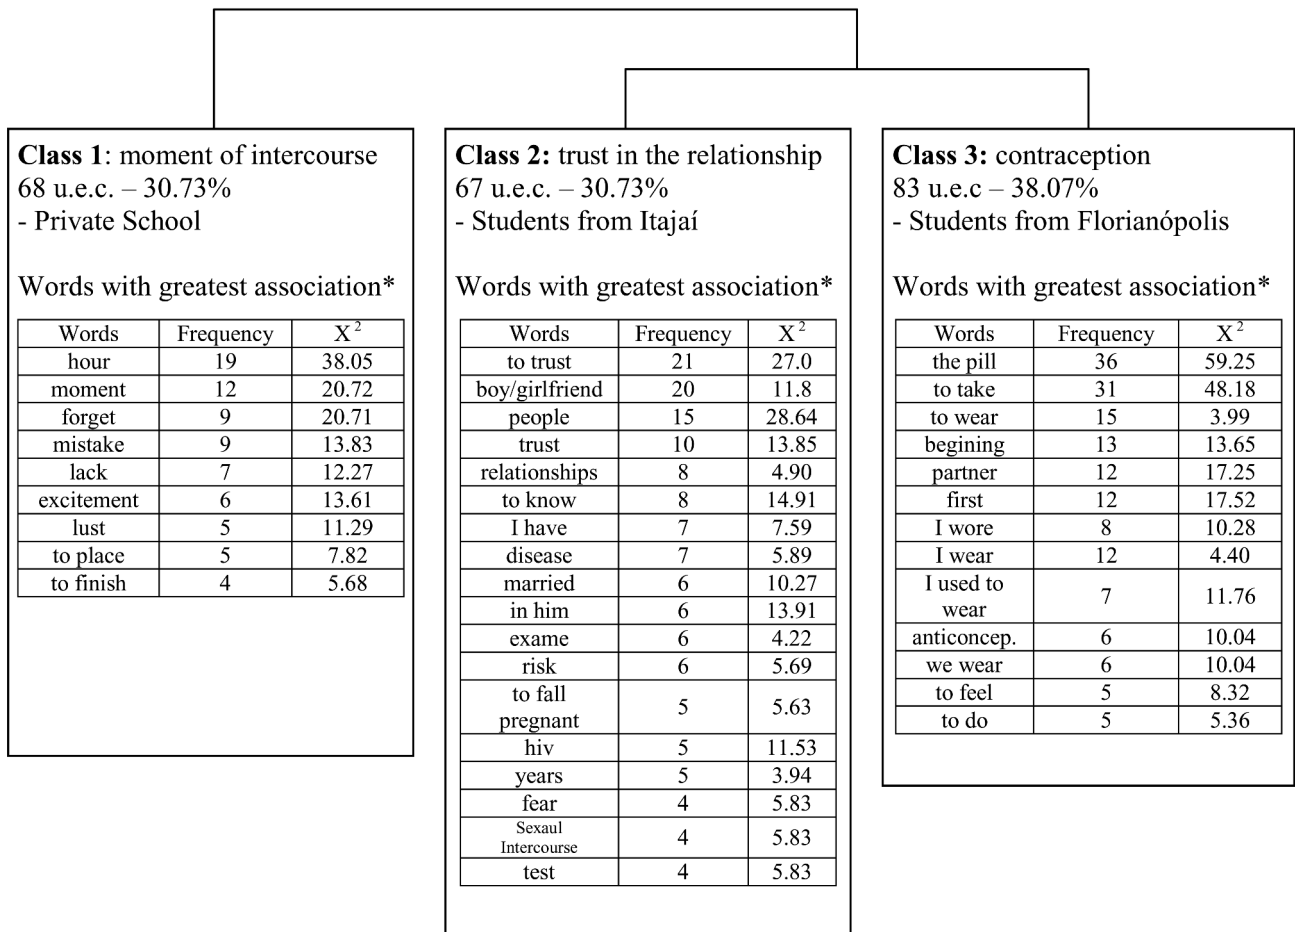 Class 1: moment of intercourse
68 u.e.c. – 30.73%
- Private School
Words with greatest association*
Words Frequency X²
hour 19 38.05
moment 12 20.72
forget 9 20.71
mistake 9 13.83
lack 7 12.27
excitement 6 13.61
lust 5 11.29
to place 5 7.82
to finish 4 5.68
Class 2: trust in the relationship
67 u.e.c. – 30.73%
- Students from Itajaí
Words with greatest association*
Words Frequency X²
to trust 21 27.0
boy/girlfriend 20 11.8
people 15 28.64
trust 10 13.85
relationships 8 4.90
to know 8 14.91
I have 7 7.59
disease 7 5.89
married 6 10.27
in him 6 13.91
exame 6 4.22
risk 6 5.69
to fall
pregnant 5 5.63
hiv 5 11.53
years 5 3.94
fear 4 5.83
Sexaul
Intercourse 4 5.83
test 4 5.83
Class 3: contraception
83 u.e.c – 38.07%
- Students from Florianópolis
Words with greatest association*
Words Frequency X²
the pill 36 59.25
to take 31 48.18
to wear 15 3.99
begining 13 13.65
partner 12 17.25
first 12 17.52
I wore 8 10.28
I wear 12 4.40
I used to
wear 7 11.76
anticoncep. 6 10.04
we wear 6 10.04
to feel 5 8.32
to do 5 5.36